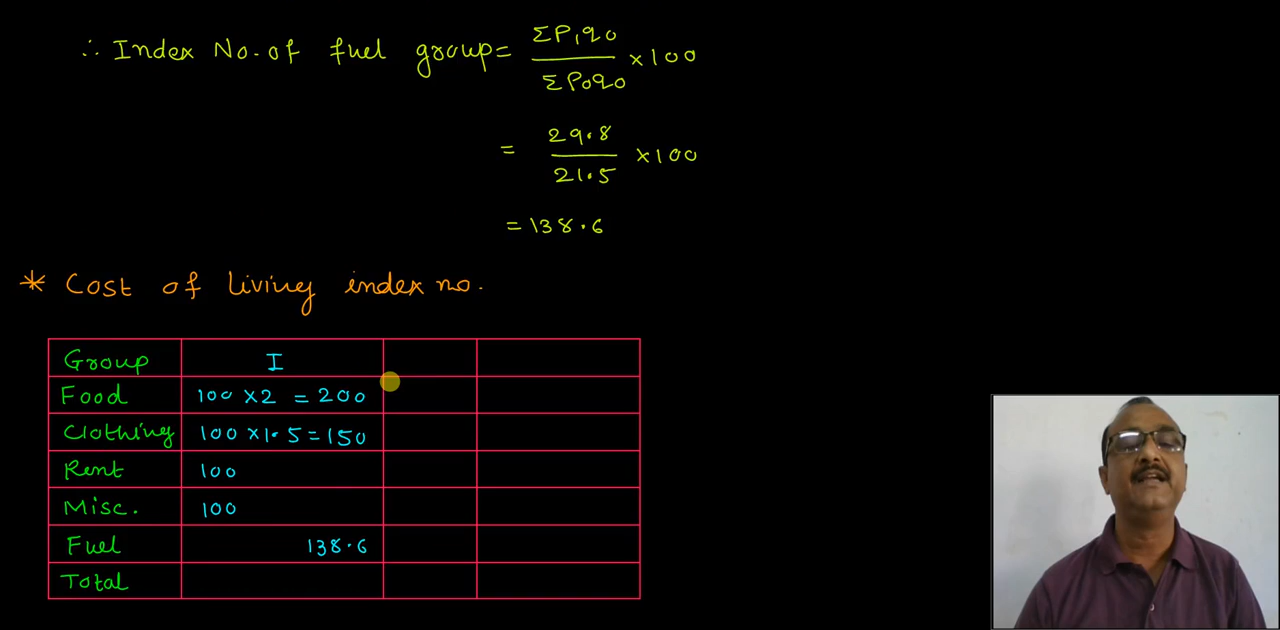 ∴ Index No. of fuel group = ΣP₁q₀ / ΣP₀q₀ ×100
= 29.8 / 21.5 ×100
= 138.6
* Cost of living index no.
Group I
Food 100 ×2 = 200
Clothing 100 ×1.5 = 150
Rent 100
Misc. 100
Fuel 138.6
Total